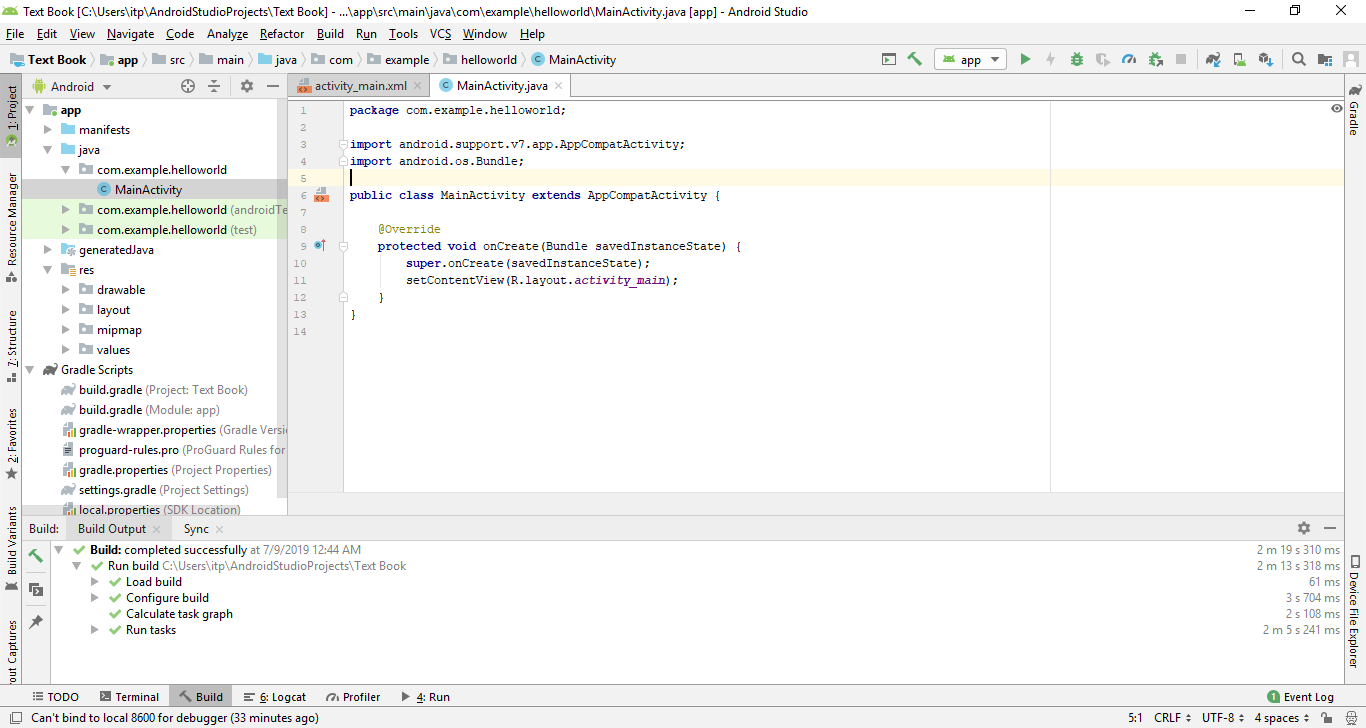 Text Book [C:\Users\itp\AndroidStudioProjects\Text Book] - ...\app\src\main\java\com\example\helloworld\MainActivity.java [app] - Android Studio
File Edit View Navigate Code Analyze Refactor Build Run Tools VCS Window Help
Text Book app src main java com example helloworld MainActivity app
1: Project
Resource Manager
7: Structure
2: Favorites
Build Variants
out Captures
Android
app
manifests
java
com.example.helloworld
MainActivity
com.example.helloworld (androidTe
com.example.helloworld (test)
generatedJava
res
drawable
layout
mipmap
values
Gradle Scripts
build.gradle (Project: Text Book)
build.gradle (Module: app)
gradle-wrapper.properties (Gradle Versi
proguard-rules.pro (ProGuard Rules for
gradle.properties (Project Properties)
settings.gradle (Project Settings)
local.properties (SDK Location)
activity_main.xml MainActivity.java
1 package com.example.helloworld;
2
3 import android.support.v7.app.AppCompatActivity;
4 import android.os.Bundle;
5
6 public class MainActivity extends AppCompatActivity {
7
8 @Override
9 protected void onCreate(Bundle savedInstanceState) {
10 super.onCreate(savedInstanceState);
11 setContentView(R.layout.activity_main);
12 }
13 }
14
Gradle
Device File Explorer
Build: Build Output Sync
Build: completed successfully at 7/9/2019 12:44 AM 2 m 19 s 310 ms
Run build C:\Users\itp\AndroidStudioProjects\Text Book 2 m 13 s 318 ms
Load build 61 ms
Configure build 3 s 704 ms
Calculate task graph 2 s 108 ms
Run tasks 2 m 5 s 241 ms
TODO Terminal Build 6: Logcat Profiler 4: Run 1 Event Log
Can't bind to local 8600 for debugger (33 minutes ago) 5:1 CRLF UTF-8 4 spaces